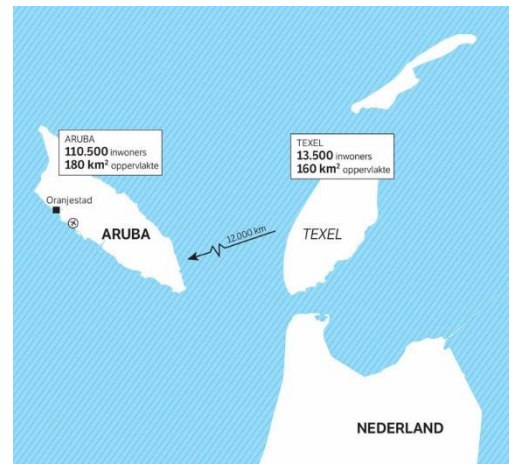 ARUBA
110.500 inwoners
180 km² oppervlakte
TEXEL
13.500 inwoners
160 km² oppervlakte
Oranjestad
ARUBA
12.000 km
TEXEL
NEDERLAND